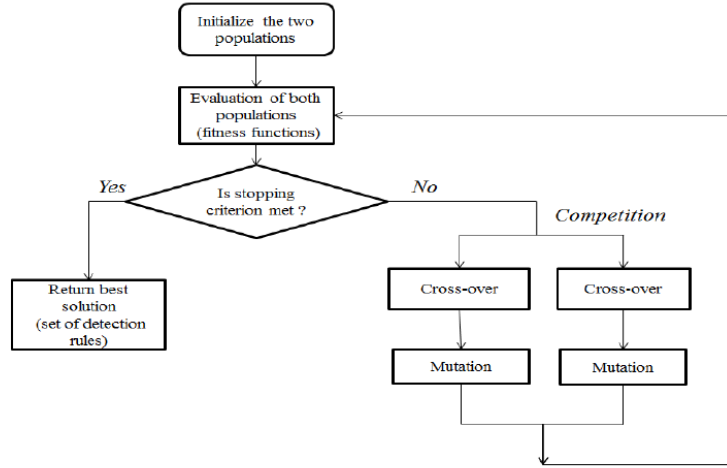 Initialize the two
populations
Evaluation of both
populations
(fitness functions)
Yes
Is stopping
criterion met ?
No
Competition
Return best
solution
(set of detection
rules)
Cross-over
Cross-over
Mutation
Mutation